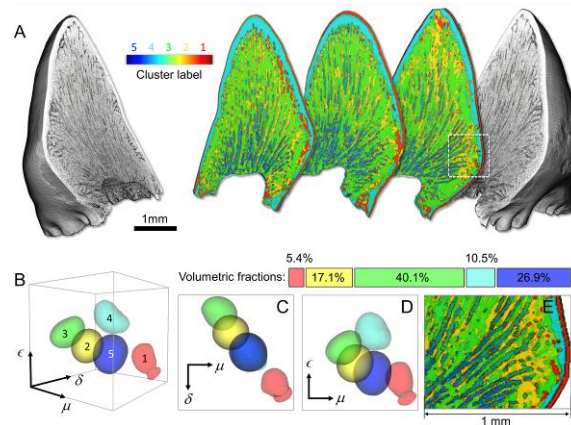 A
5 4 3 2 1
Cluster label
1mm
5.4% 10.5%
Volumetric fractions: 17.1% 40.1% 26.9%
B
4
3
2
5
1
ϵ
δ
μ
C
μ
δ
D
ϵ
μ
E
1 mm